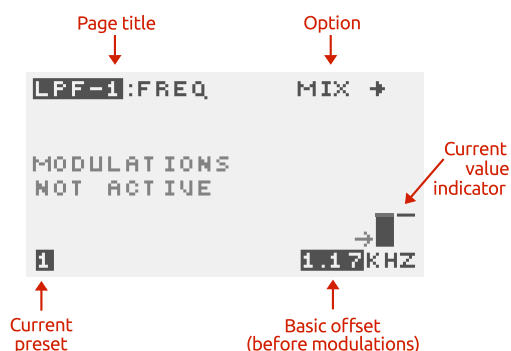 Page title
Option
LPF-1:FREQ
MIX →
Current
value
indicator
MODULATIONS
NOT ACTIVE
→
1
1.17KHZ
Current
preset
Basic offset
(before modulations)